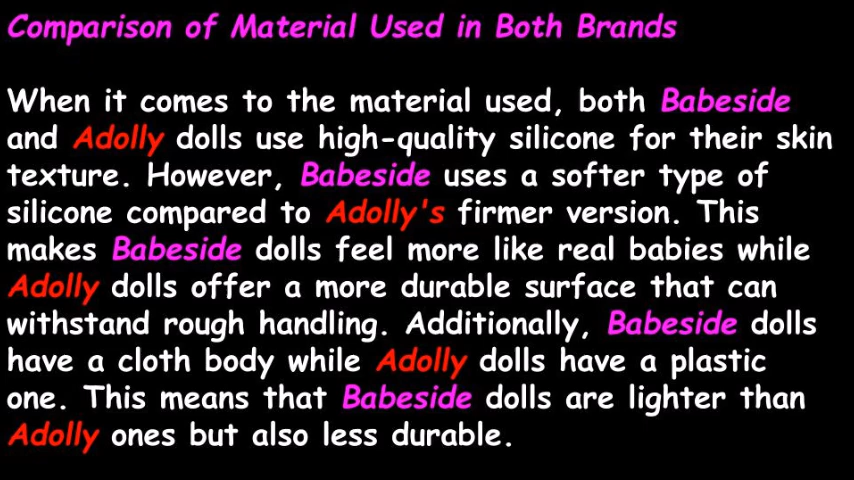 Comparison of Material Used in Both Brands
When it comes to the material used, both Babeside
and Adolly dolls use high-quality silicone for their skin
texture. However, Babeside uses a softer type of
silicone compared to Adolly's firmer version. This
makes Babeside dolls feel more like real babies while
Adolly dolls offer a more durable surface that can
withstand rough handling. Additionally, Babeside dolls
have a cloth body while Adolly dolls have a plastic
one. This means that Babeside dolls are lighter than
Adolly ones but also less durable.